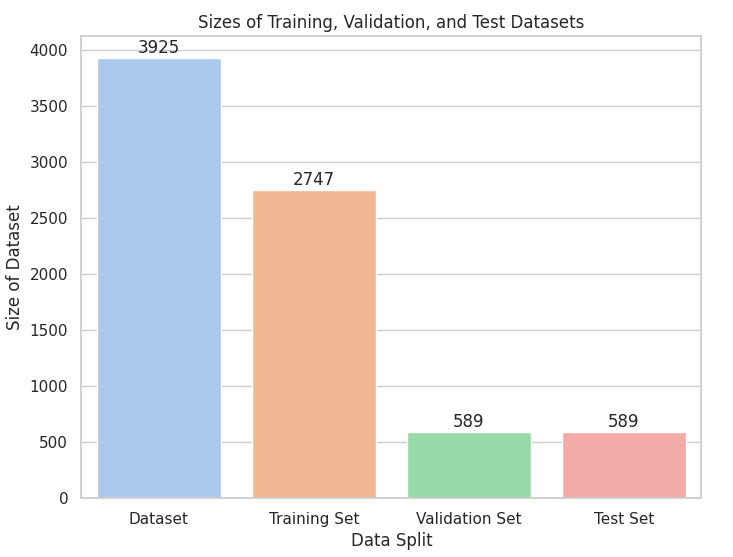 Sizes of Training, Validation, and Test Datasets
Size of Dataset
4000
3500
3000
2500
2000
1500
1000
500
0
3925
2747
589
589
Dataset
Training Set
Validation Set
Test Set
Data Split